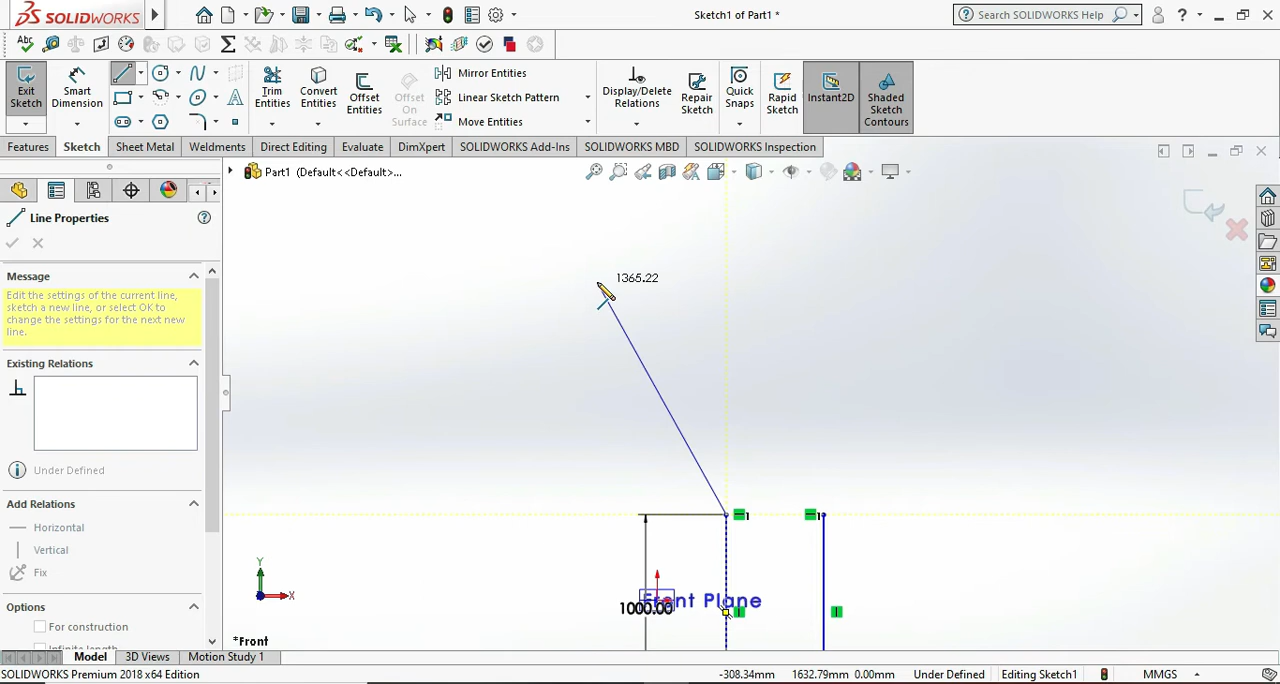 SOLIDWORKS
Sketch1 of Part1 *
Search SOLIDWORKS Help
Exit Sketch
Smart Dimension
Trim Entities
Convert Entities
Offset Entities
Offset On Surface
Mirror Entities
Linear Sketch Pattern
Move Entities
Display/Delete Relations
Repair Sketch
Quick Snaps
Rapid Sketch
Instant2D
Shaded Sketch Contours
Features
Sketch
Sheet Metal
Weldments
Direct Editing
Evaluate
DimXpert
SOLIDWORKS Add-Ins
SOLIDWORKS MBD
SOLIDWORKS Inspection
Part1 (Default<<Default>...
Line Properties
Message
Edit the settings of the current line,
sketch a new line, or select OK to
change the settings for the next new
line.
Existing Relations
Under Defined
Add Relations
Horizontal
Vertical
Fix
Options
For construction
1365.22
1
1
Front Plane
1000.00
Y
X
*Front
Model
3D Views
Motion Study 1
SOLIDWORKS Premium 2018 x64 Edition
-308.34mm
1632.79mm
0.00mm
Under Defined
Editing Sketch1
MMGS